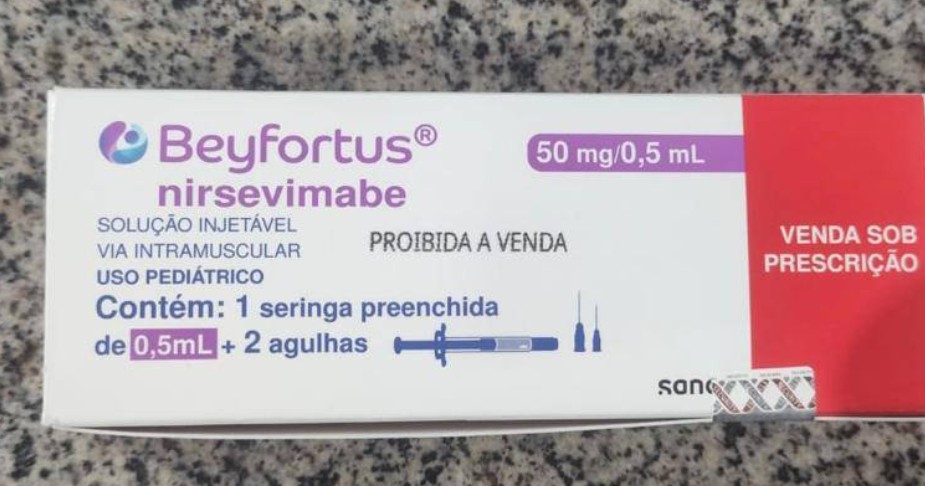 Beyfortus®
nirsevimabe
50 mg/0,5 mL
SOLUÇÃO INJETÁVEL
VIA INTRAMUSCULAR
USO PEDIÁTRICO
PROIBIDA A VENDA
Contém: 1 seringa preenchida
de 0,5mL + 2 agulhas
VENDA SOB
PRESCRIÇÃO